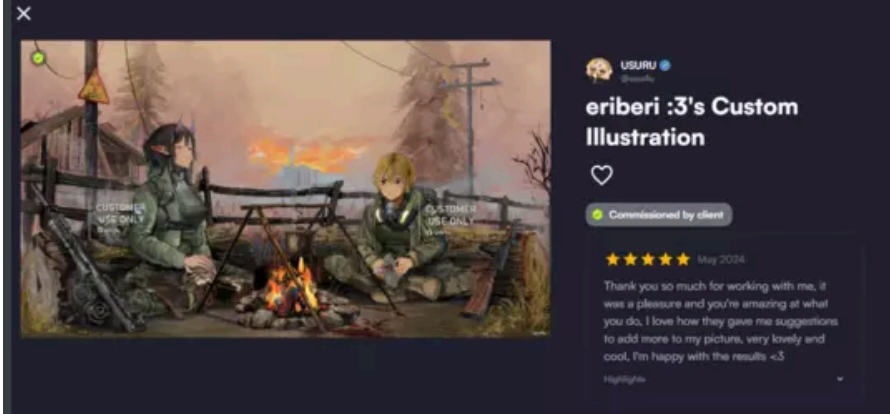 CUSTOMER
USE ONLY
CUSTOMER
USE ONLY
USURU
eriberi :3's Custom
Illustration
Commissioned by client
May 2024
Thank you so much for working with me, it
was a pleasure and you're amazing at what
you do, I love how they gave me suggestions
to add more to my picture, very lovely and
cool, I'm happy with the results <3
Highlights